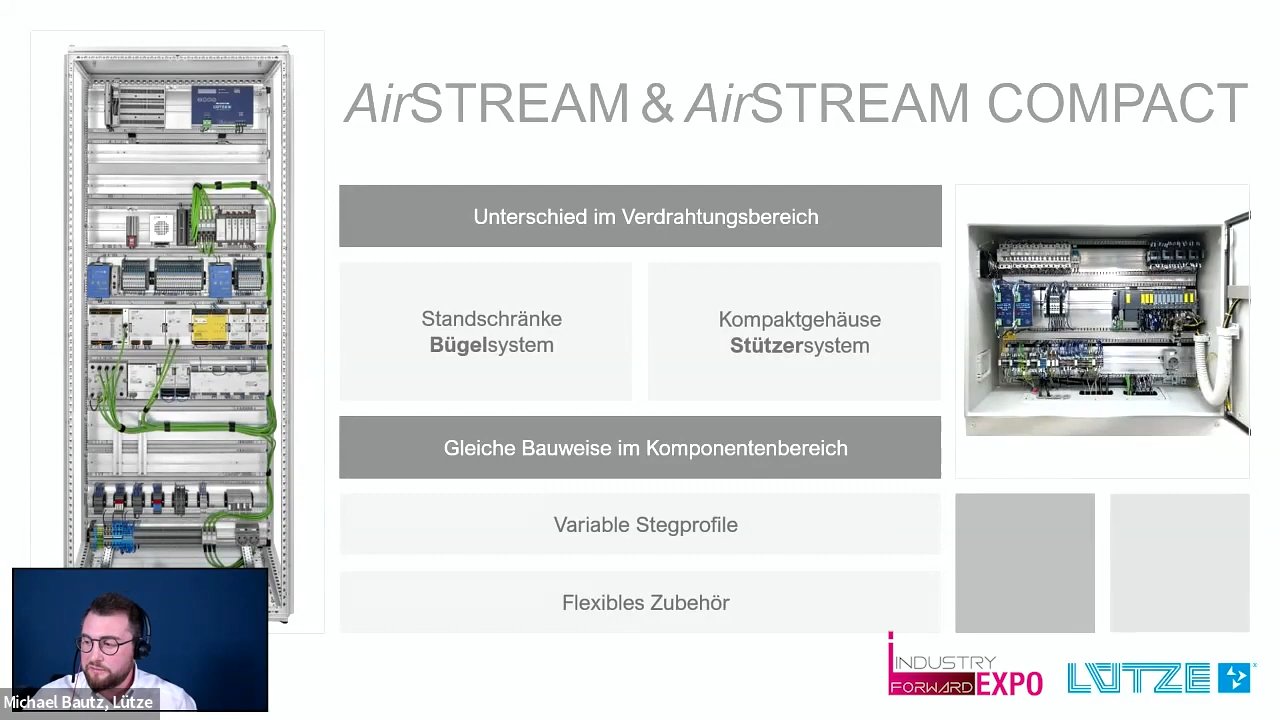 AirSTREAM & AirSTREAM COMPACT
Unterschied im Verdrahtungsbereich
Standschränke
Bügelsystem
Kompaktgehäuse
Stützersystem
Gleiche Bauweise im Komponentenbereich
Variable Stegprofile
Flexibles Zubehör
Michael Bautz, Lütze
INDUSTRY
FORWARD EXPO
LÜTZE